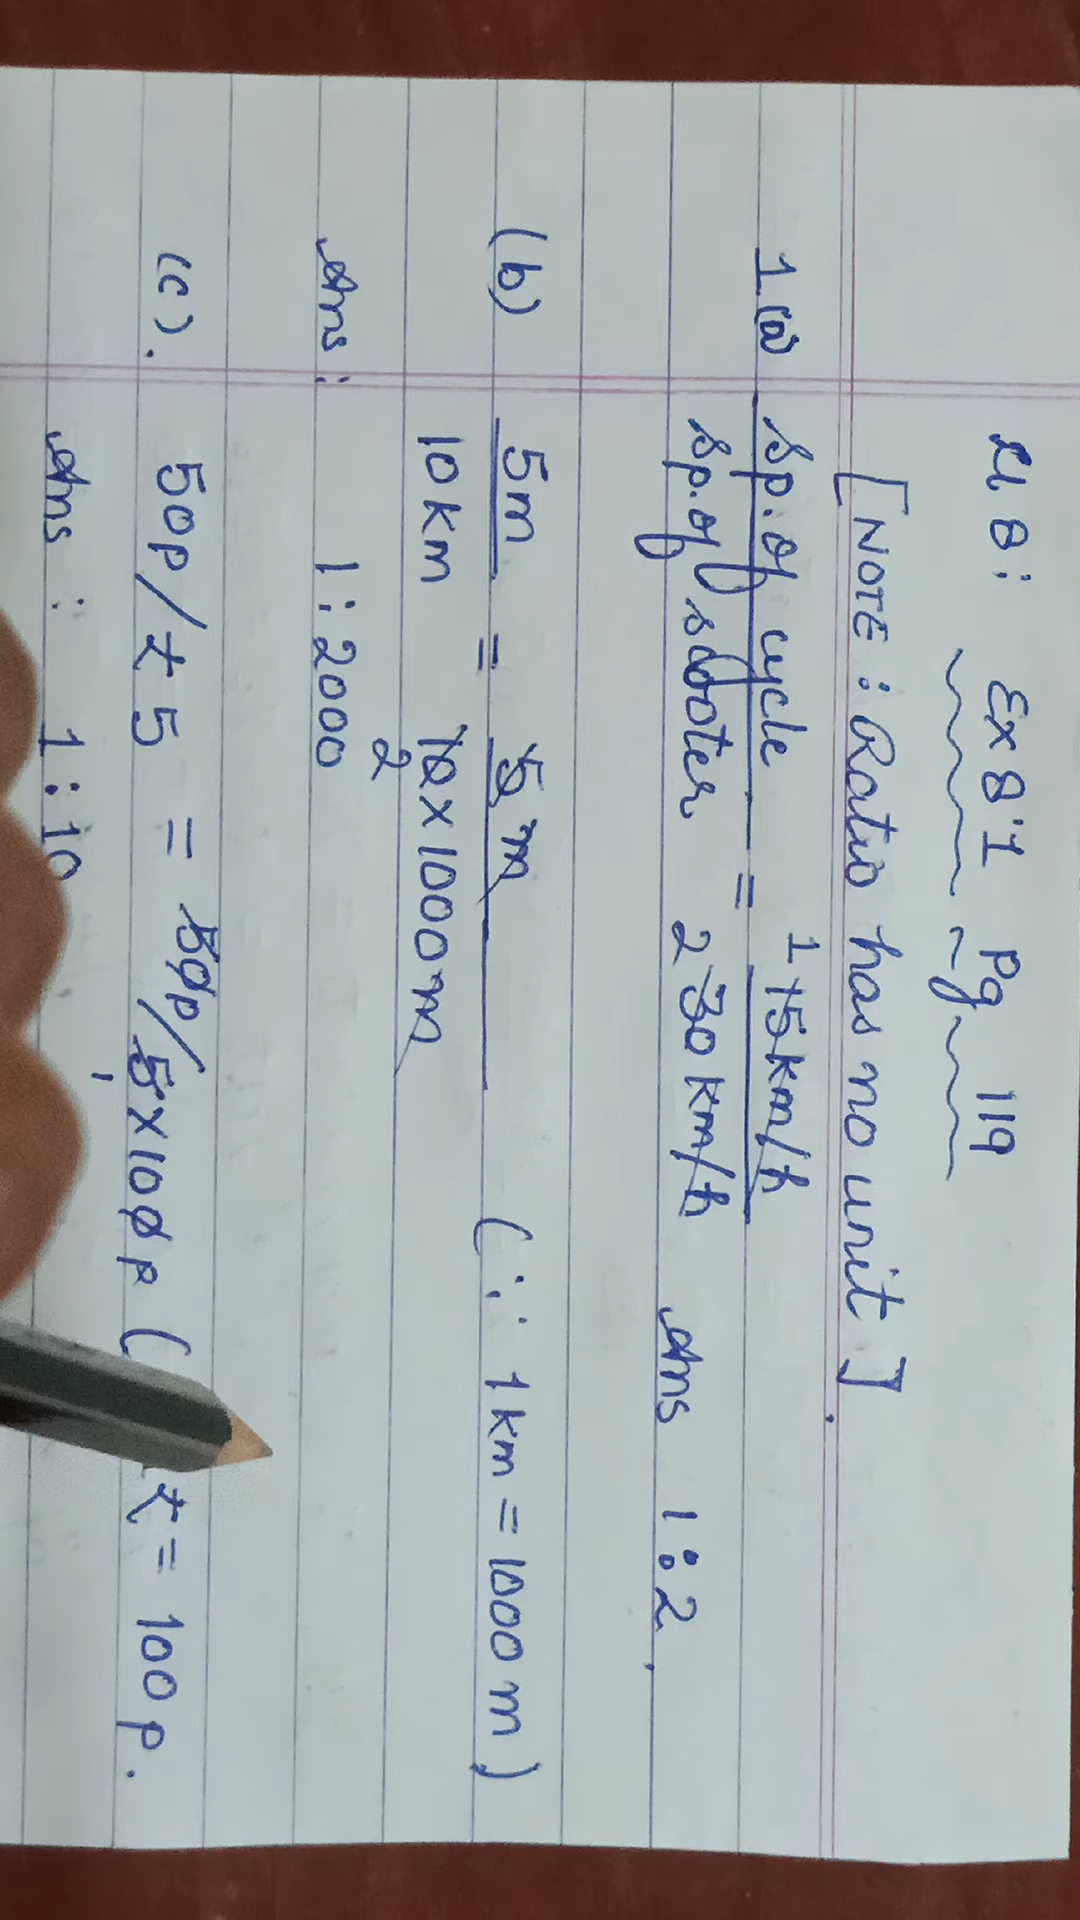 Ch 8: Ex 8.1 Pg 119
[NOTE: Ratio has no unit].
1(a) sp. of cycle / sp. of scooter = 1 15 km/h / 2 30 km/h Ans 1:2.
(b) 5m / 10 km = 5 m / 10 x 1000 m (∵ 1 km = 1000 m)
2
Ans: 1:2000
(c). 50p/₹5 = 50p/5x100p ( ₹ = 100 p.
Ans: 1:10